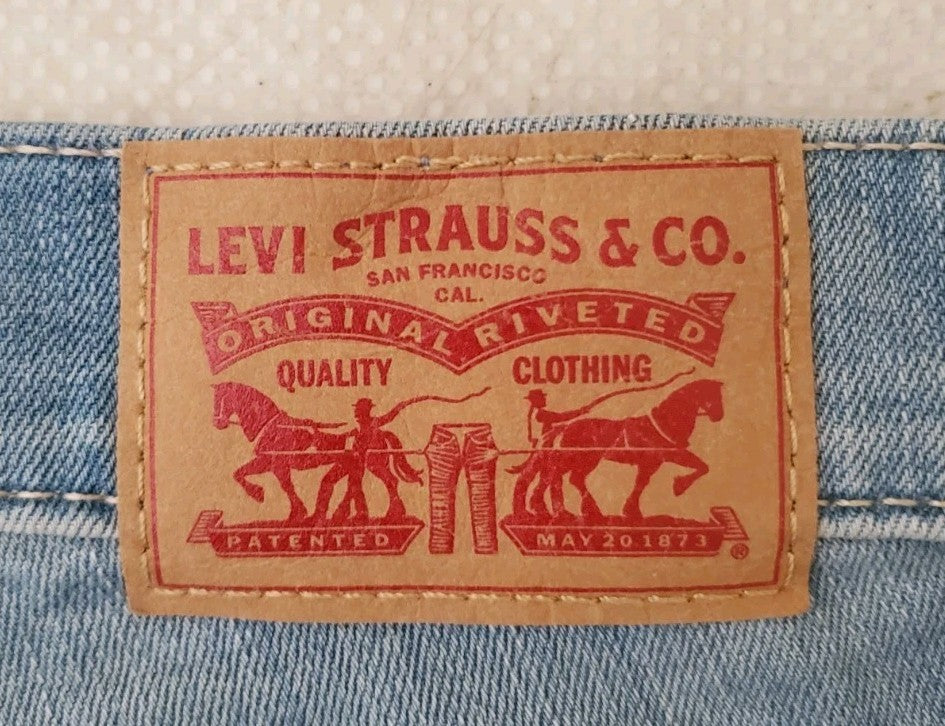 LEVI STRAUSS & CO.
SAN FRANCISCO
CAL.
ORIGINAL RIVETED
QUALITY CLOTHING
PATENTED MAY 20 1873 ®